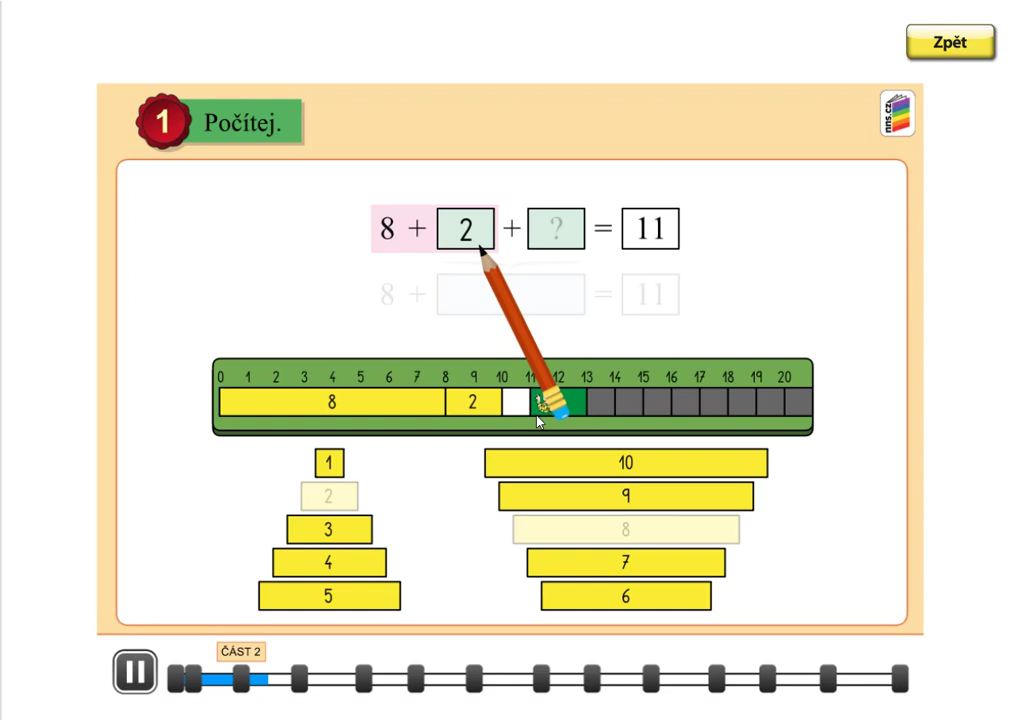 Zpět
1 Počítej.
nns.cz
8 + 2 + ? = 11
8 + = 11
0 1 2 3 4 5 6 7 8 9 10 11 12 13 14 15 16 17 18 19 20
8 2
1 10
2 9
3 8
4 7
5 6
ČÁST 2